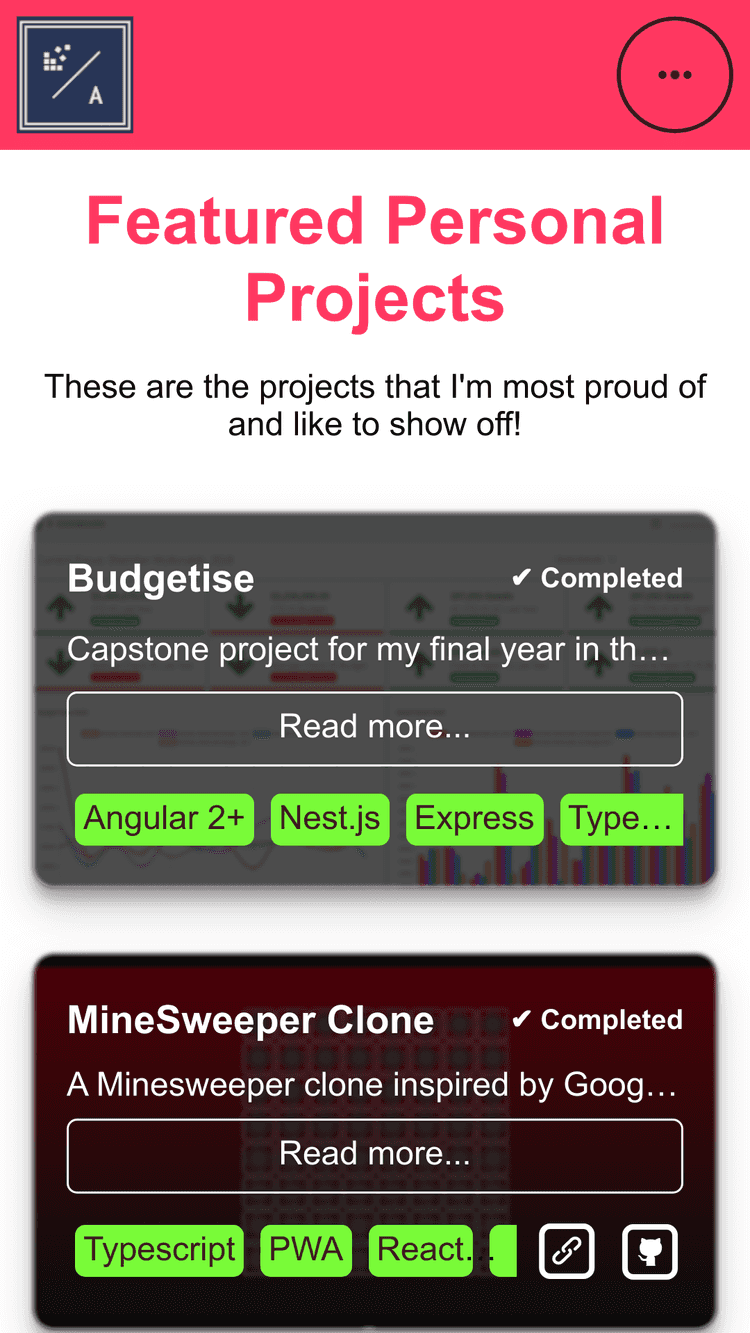 A
Featured Personal
Projects
These are the projects that I'm most proud of
and like to show off!
Budgetise
✔ Completed
Capstone project for my final year in th…
Read more...
Angular 2+ Nest.js Express Type…
MineSweeper Clone
✔ Completed
A Minesweeper clone inspired by Goog…
Read more...
Typescript PWA React…